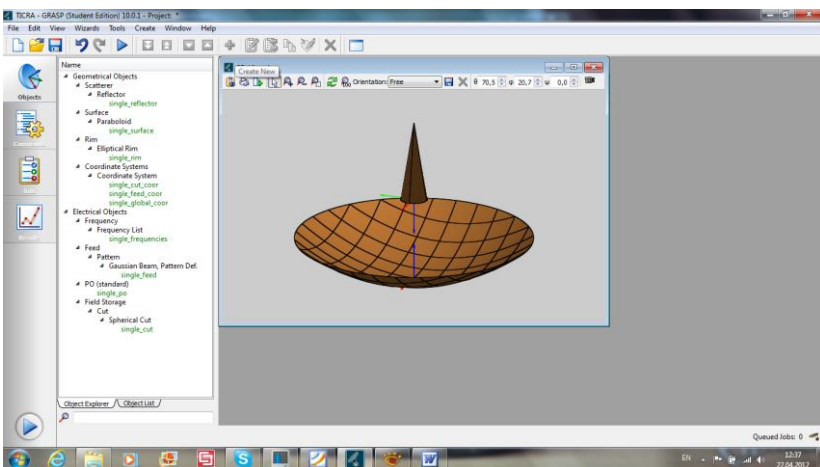 TICRA - GRASP (Student Edition) 10.0.1 - Project: *
File Edit View Wizards Tools Create Window Help
Create New
Orientation: Free
θ 70,5 φ 20,7 ψ 0,0
Objects
Name
Geometrical Objects
Scatterer
Reflector
single_reflector
Surface
Paraboloid
single_surface
Rim
Elliptical Rim
single_rim
Coordinate Systems
Coordinate System
single_cut_coor
single_feed_coor
single_global_coor
Electrical Objects
Frequency
Frequency List
single_frequencies
Feed
Pattern
Gaussian Beam, Pattern Def.
single_feed
PO (standard)
single_po
Field Storage
Cut
Spherical Cut
single_cut
Object Explorer Object List
Queued Jobs: 0
EN
12:37
22.04.2012